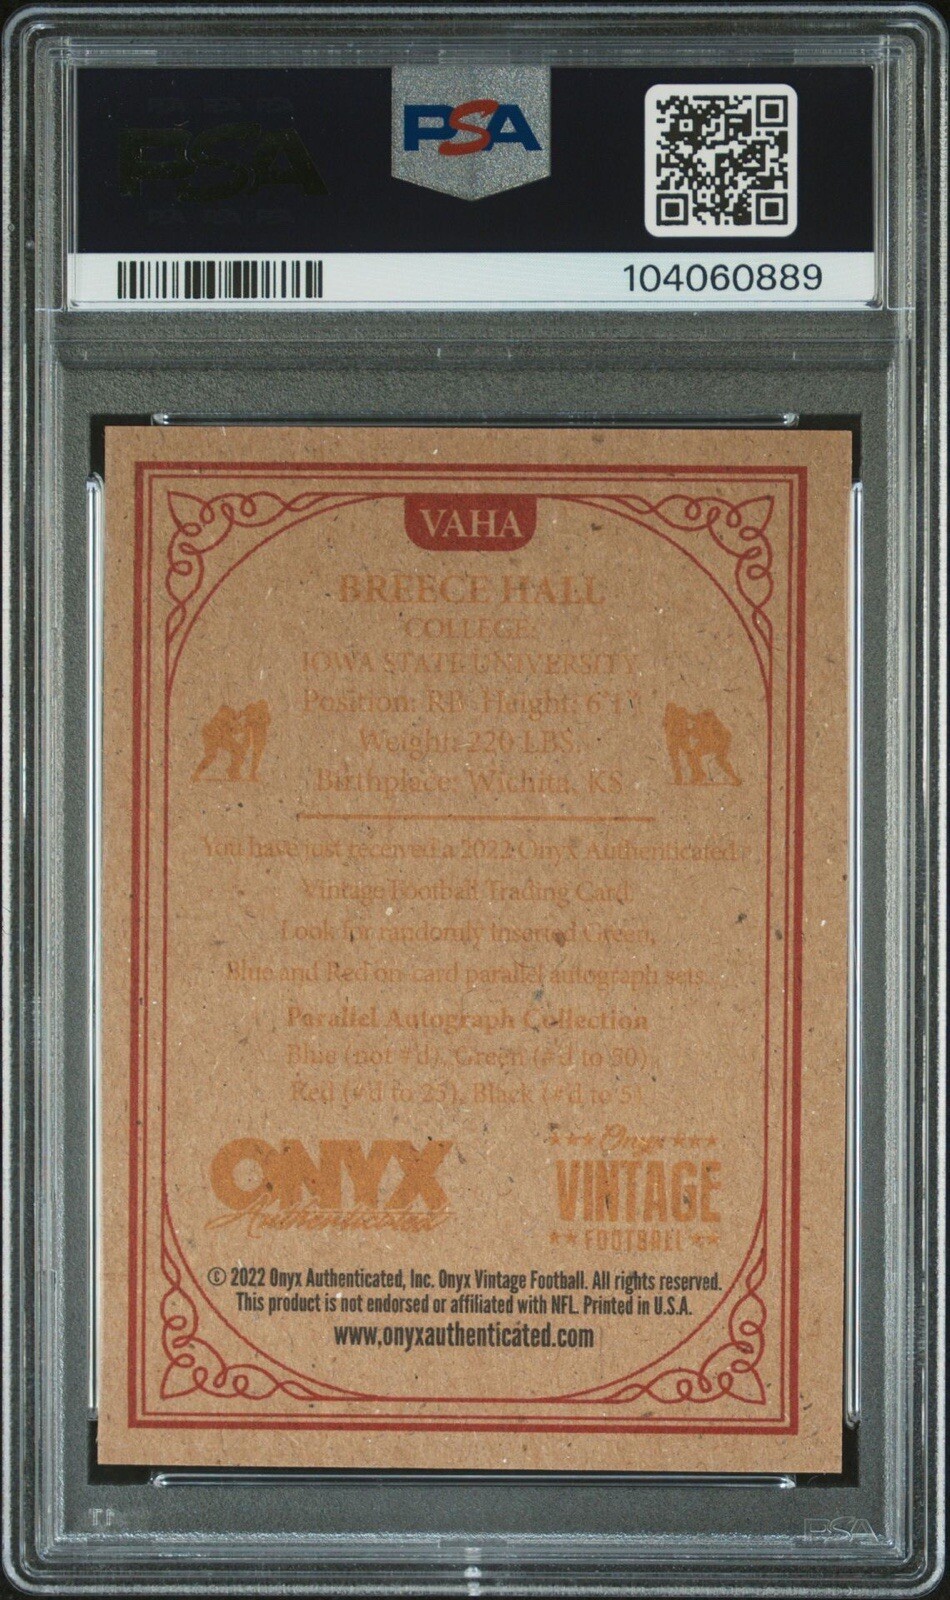 PSA
PSA
104060889
VAHA
BREECE HALL
COLLEGE:
IOWA STATE UNIVERSITY
Position: RB Height: 6'1"
Weight: 220 LBS.
Birthplace: Wichita, KS
You have just received a 2022 Onyx Authenticated
Vintage Football Trading Card.
Look for randomly inserted Green,
Blue and Red on-card parallel autograph sets.
Parallel Autograph Collection
Blue (not #'d), Green (#'d to 50)
Red (#'d to 25), Black (#'d to 5)
ONYX
Authenticated
Onyx
VINTAGE
FOOTBALL
© 2022 Onyx Authenticated, Inc. Onyx Vintage Football. All rights reserved.
This product is not endorsed or affiliated with NFL. Printed in U.S.A.
www.onyxauthenticated.com
PSA